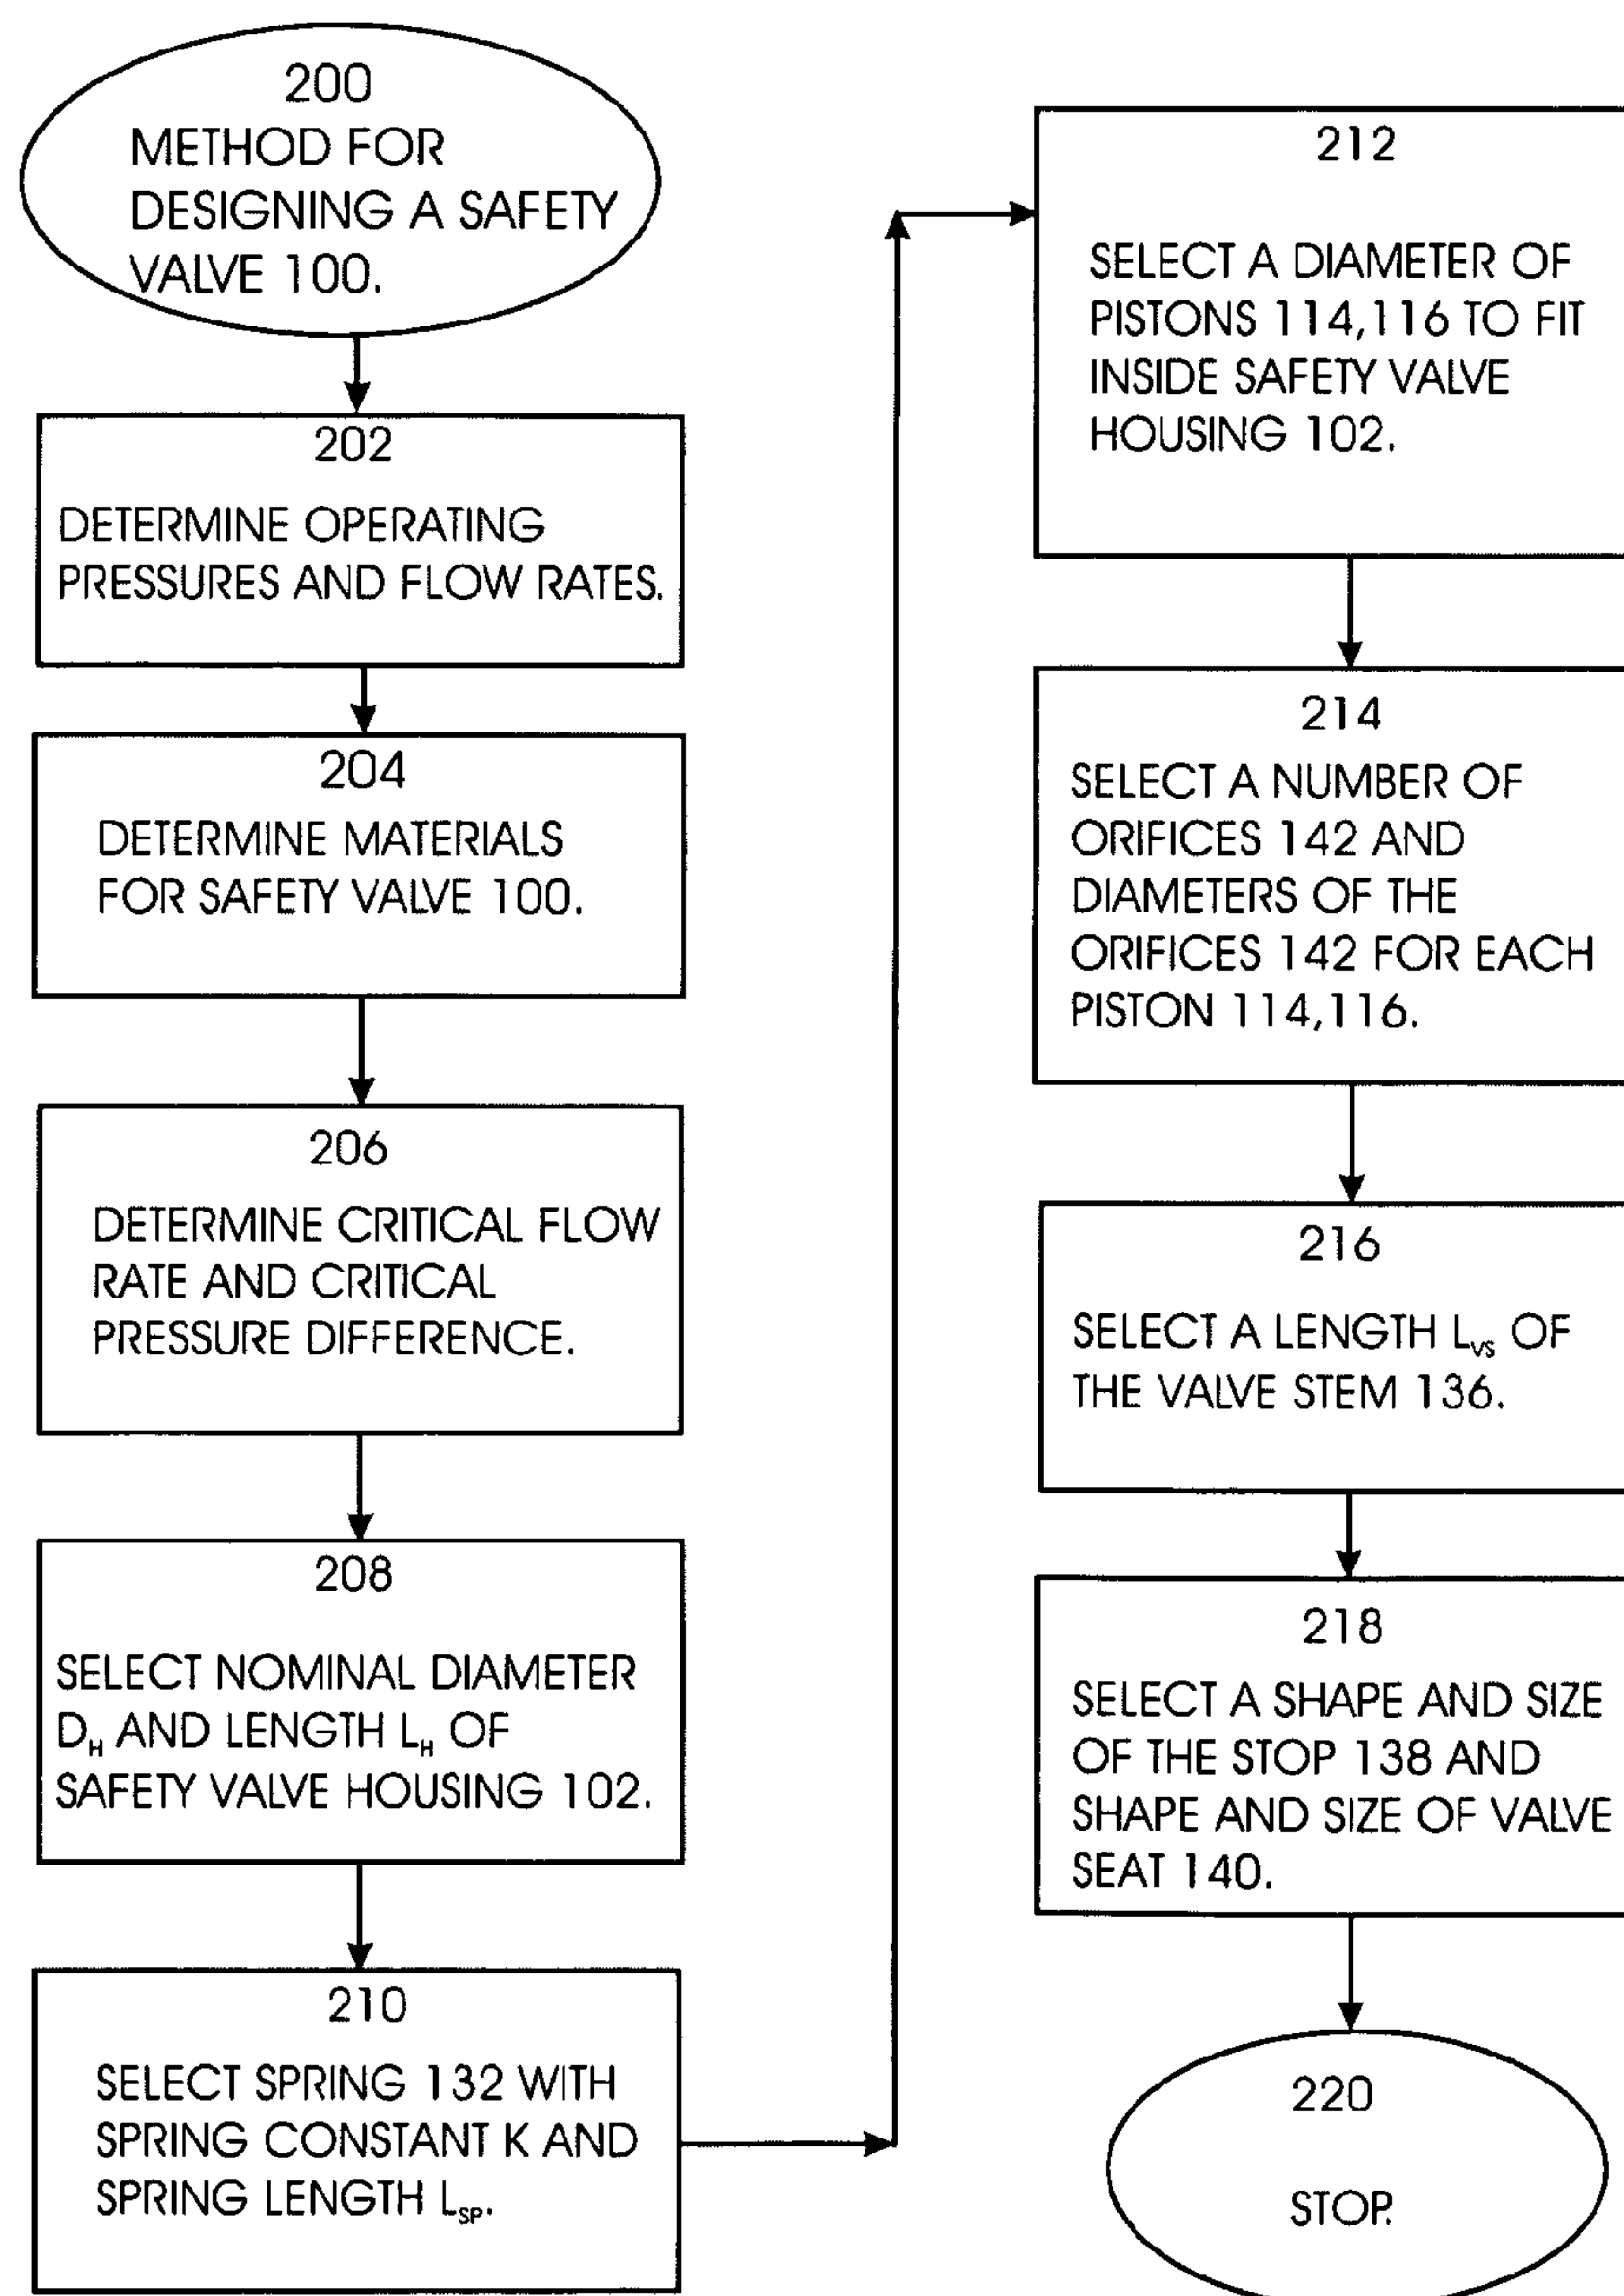 200
METHOD FOR
DESIGNING A SAFETY
VALVE 100.
202
DETERMINE OPERATING
PRESSURES AND FLOW RATES.
204
DETERMINE MATERIALS
FOR SAFETY VALVE 100.
206
DETERMINE CRITICAL FLOW
RATE AND CRITICAL
PRESSURE DIFFERENCE.
208
SELECT NOMINAL DIAMETER
D_H AND LENGTH L_H OF
SAFETY VALVE HOUSING 102.
210
SELECT SPRING 132 WITH
SPRING CONSTANT K AND
SPRING LENGTH L_SP.
212
SELECT A DIAMETER OF
PISTONS 114,116 TO FIT
INSIDE SAFETY VALVE
HOUSING 102.
214
SELECT A NUMBER OF
ORIFICES 142 AND
DIAMETERS OF THE
ORIFICES 142 FOR EACH
PISTON 114,116.
216
SELECT A LENGTH L_VS OF
THE VALVE STEM 136.
218
SELECT A SHAPE AND SIZE
OF THE STOP 138 AND
SHAPE AND SIZE OF VALVE
SEAT 140.
220
STOP.